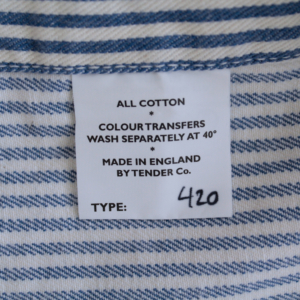 ALL COTTON
*
COLOUR TRANSFERS
WASH SEPARATELY AT 40°
*
MADE IN ENGLAND
BY TENDER Co.
TYPE: 420